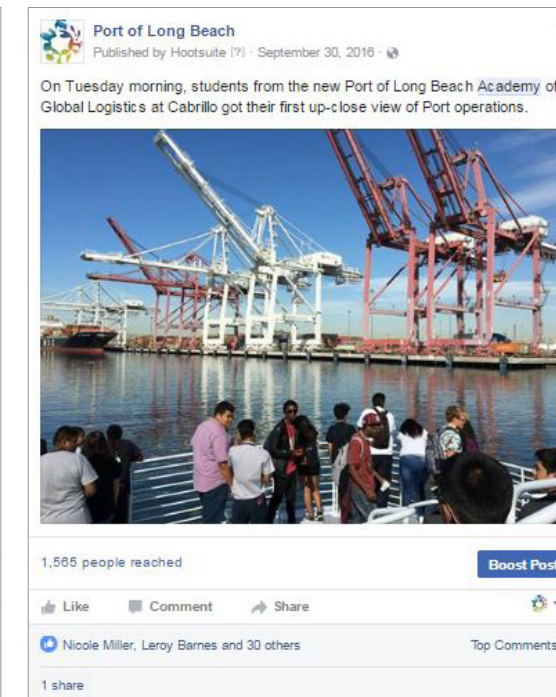 Port of Long Beach
Published by Hootsuite [?] · September 30, 2016 ·
On Tuesday morning, students from the new Port of Long Beach Academy of
Global Logistics at Cabrillo got their first up-close view of Port operations.
1,565 people reached
Boost Post
Like Comment Share
Nicole Miller, Leroy Barnes and 30 others Top Comments
1 share